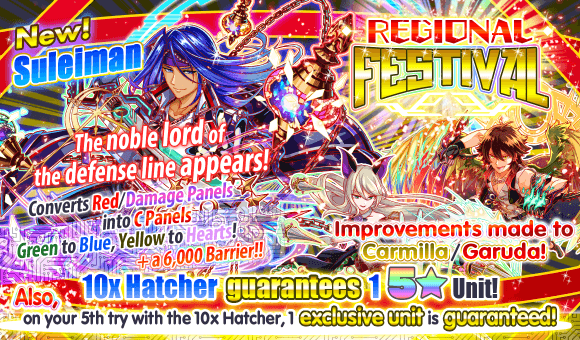 New!
Suleiman
REGIONAL
FESTIVAL
The noble lord of
the defense line appears!
Converts Red/Damage Panels
into C Panels
Green to Blue, Yellow to Hearts!
+ a 6,000 Barrier!!
Improvements made to
Carmilla/Garuda!
10x Hatcher guarantees 1 5★ Unit!
Also,
on your 5th try with the 10x Hatcher, 1 exclusive unit is guaranteed!